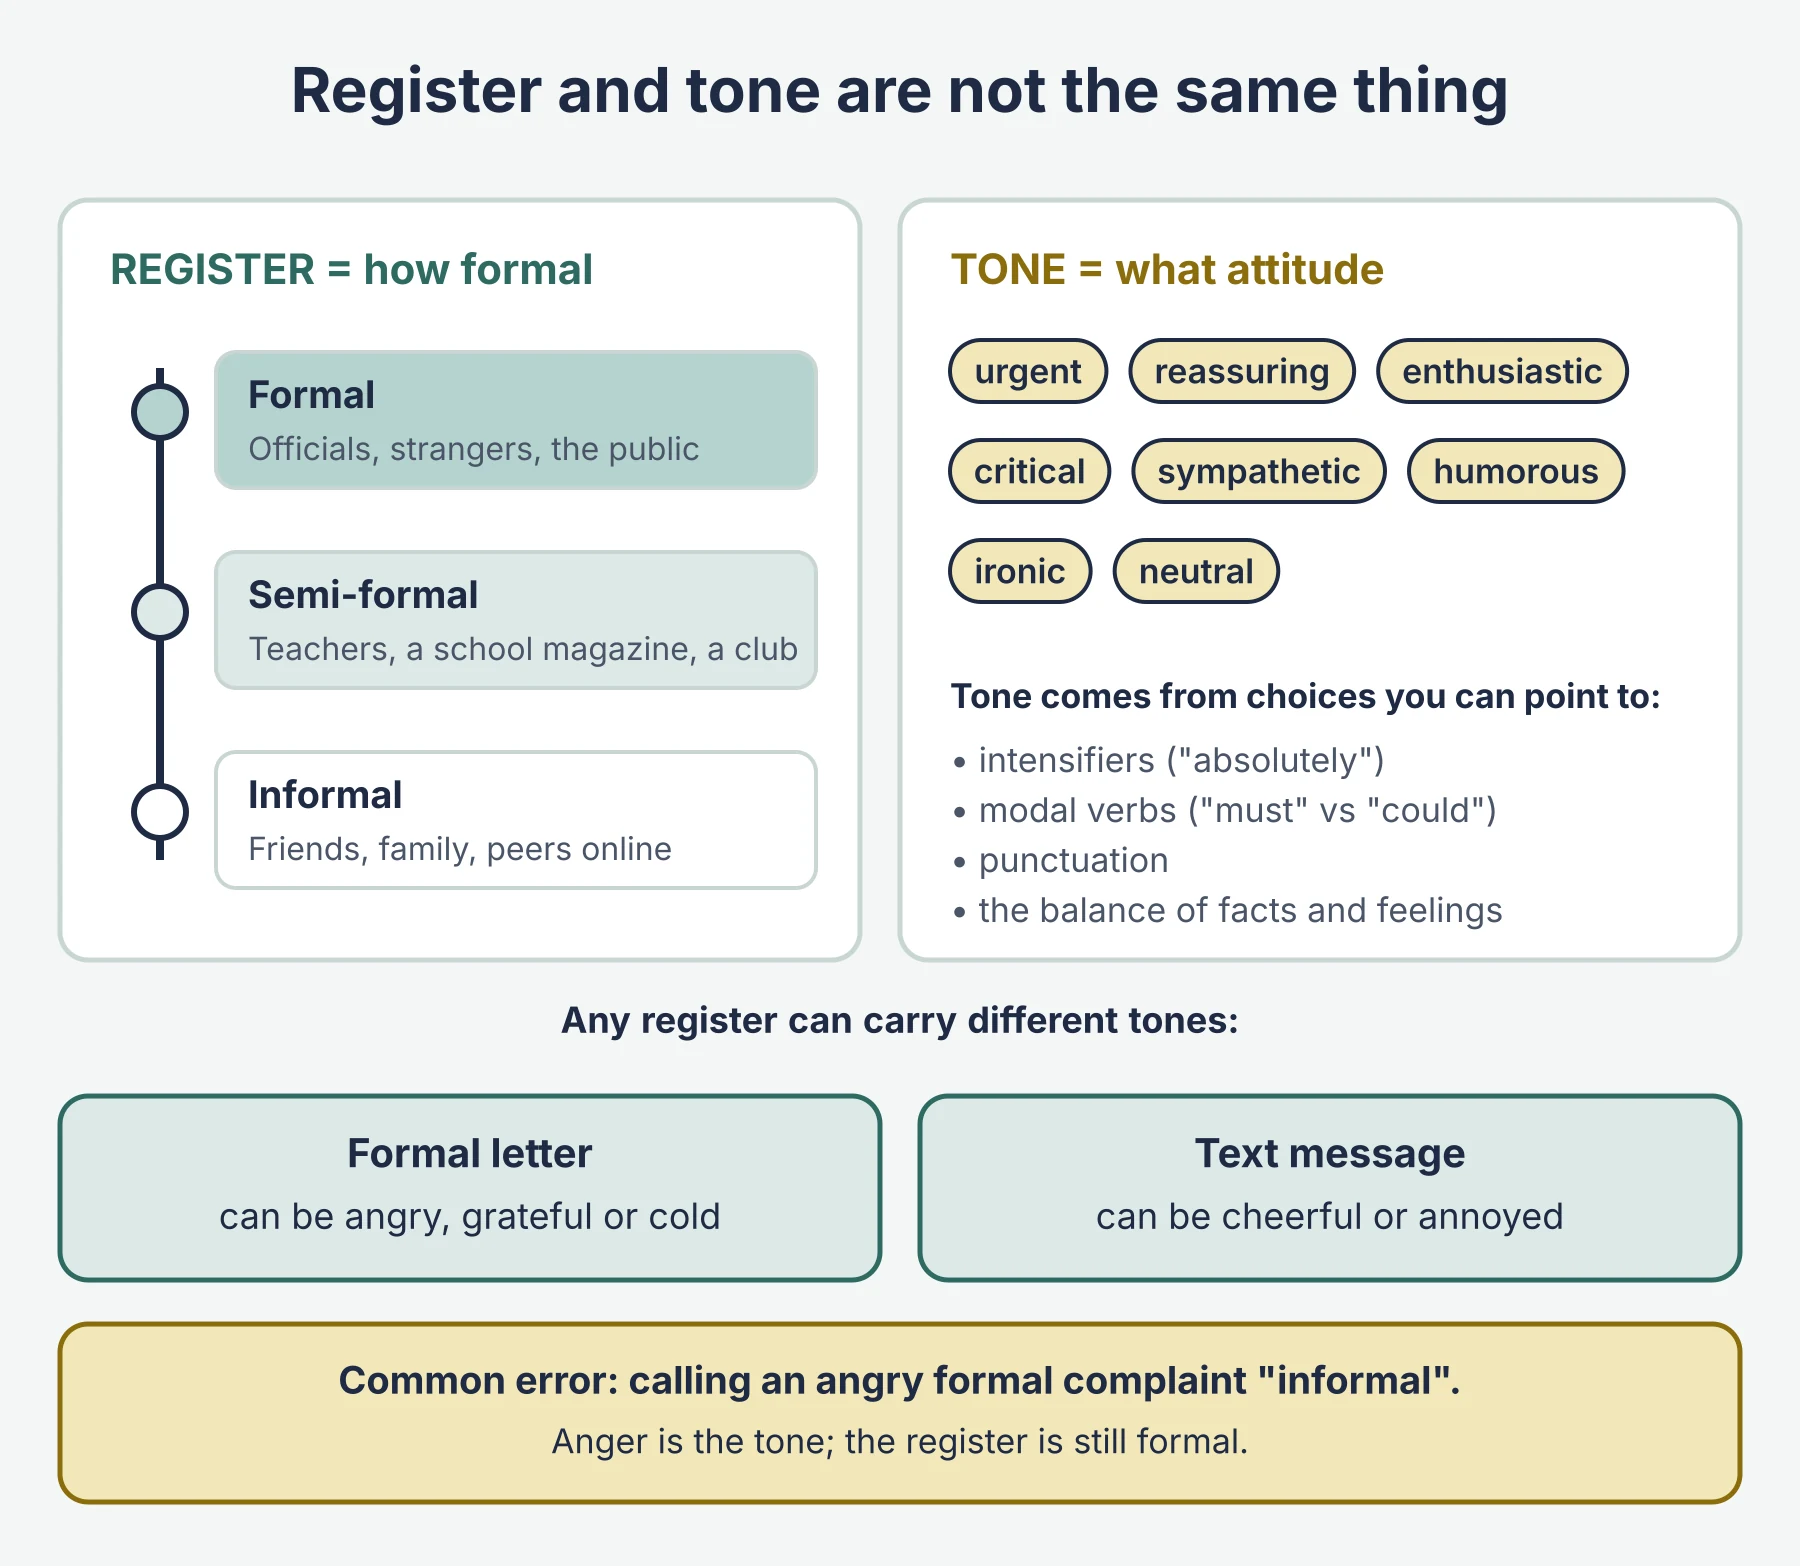 Register and tone are not the same thing
REGISTER = how formal
Formal
Officials, strangers, the public
Semi-formal
Teachers, a school magazine, a club
Informal
Friends, family, peers online
TONE = what attitude
urgent reassuring enthusiastic
critical sympathetic humorous
ironic neutral
Tone comes from choices you can point to:
• intensifiers ("absolutely")
• modal verbs ("must" vs "could")
• punctuation
• the balance of facts and feelings
Any register can carry different tones:
Formal letter
can be angry, grateful or cold
Text message
can be cheerful or annoyed
Common error: calling an angry formal complaint "informal".
Anger is the tone; the register is still formal.